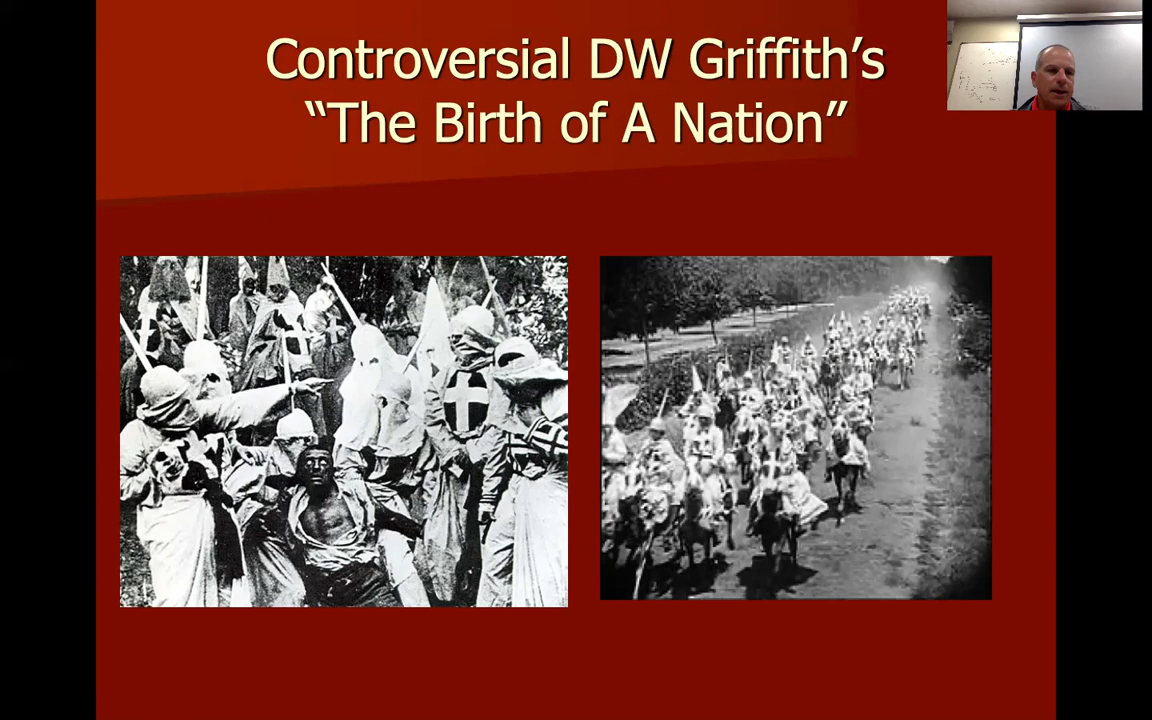 Controversial DW Griffith’s
“The Birth of A Nation”